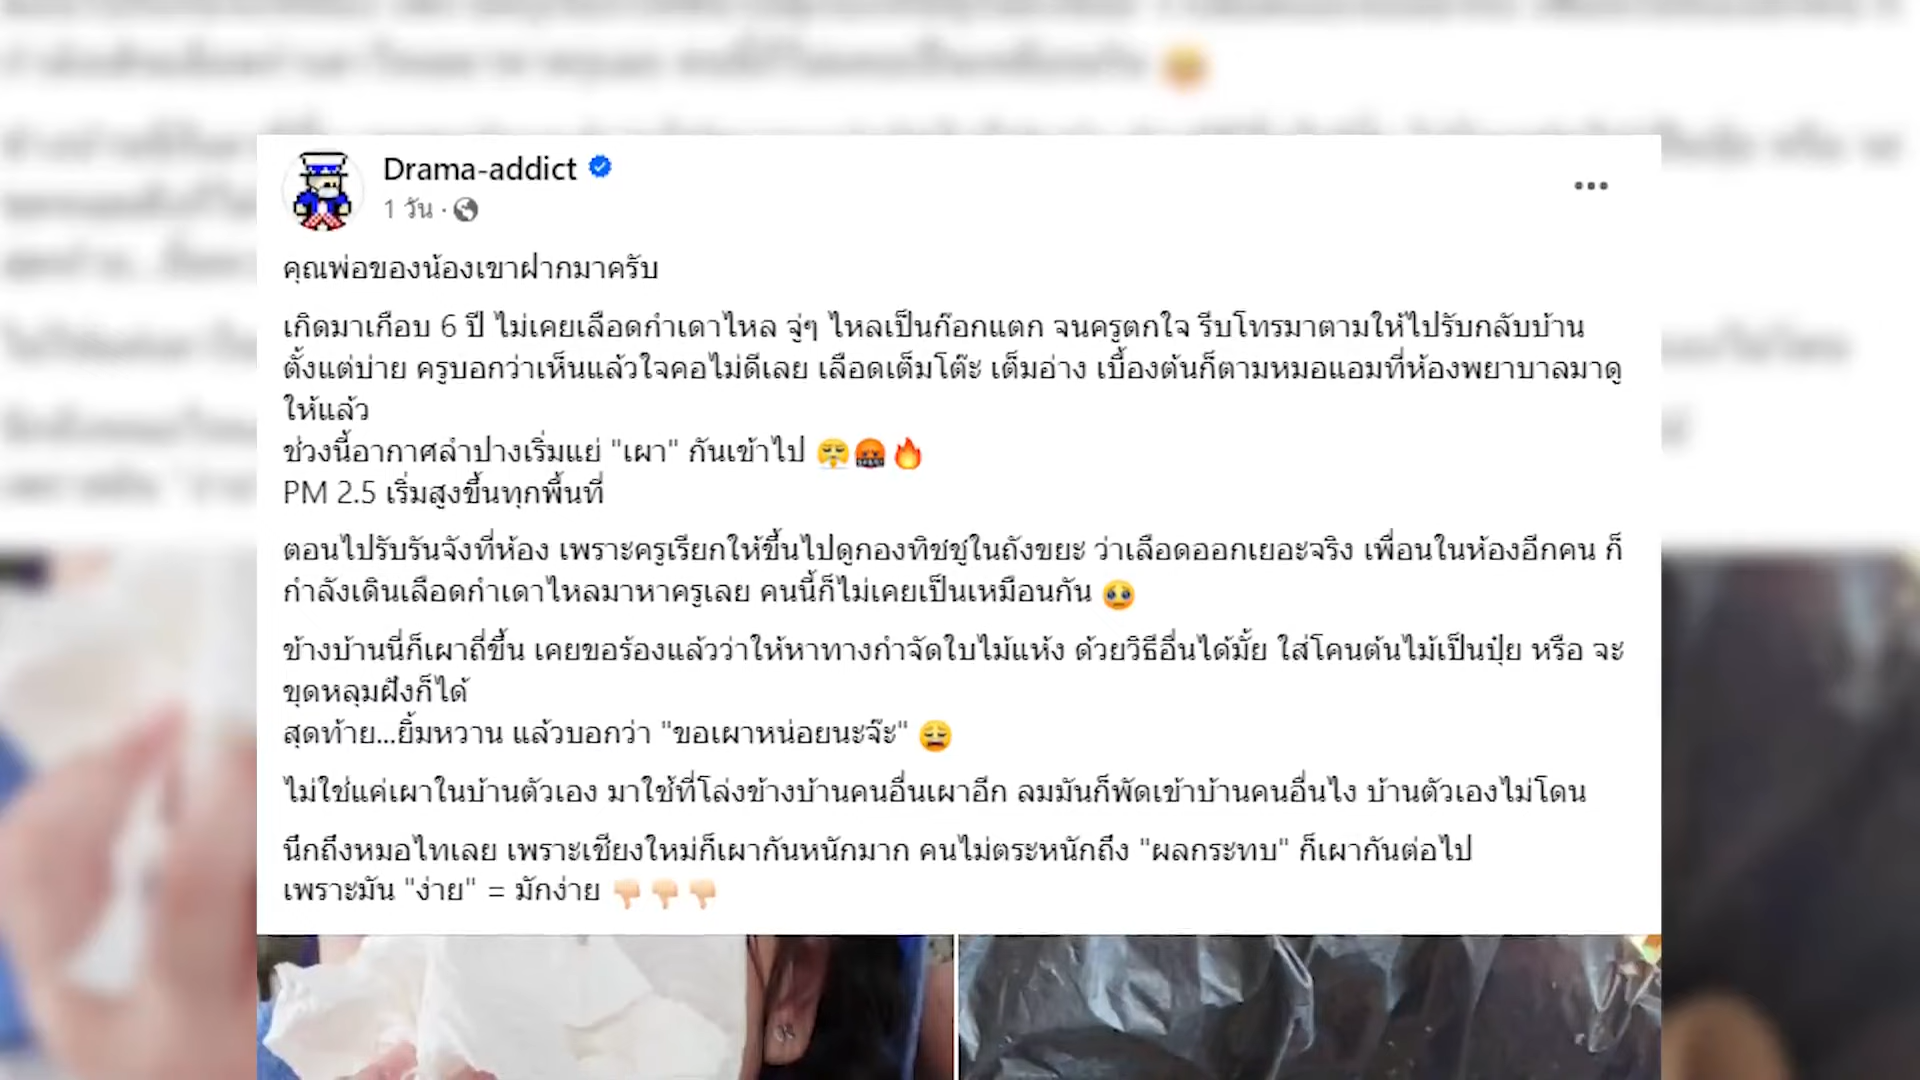 Drama-addict
1 วัน ·
คุณพ่อของน้องเขาฝากมาครับ
เกิดมาเกือบ 6 ปี ไม่เคยเลือดกำเดาไหล จู่ๆ ไหลเป็นก๊อกแตก จนครูตกใจ รีบโทรมาตามให้ไปรับกลับบ้าน
ตั้งแต่บ่าย ครูบอกว่าเห็นแล้วใจคอไม่ดีเลย เลือดเต็มโต๊ะ เต็มอ่าง เบื้องต้นก็ตามหมอแอมที่ห้องพยาบาลมาดู
ให้แล้ว
ช่วงนี้อากาศลำปางเริ่มแย่ "เผา" กันเข้าไป 😤🤬🔥
PM 2.5 เริ่มสูงขึ้นทุกพื้นที่
ตอนไปรับรันจังที่ห้อง เพราะครูเรียกให้ขึ้นไปดูกองทิชชูในถังขยะ ว่าเลือดออกเยอะจริง เพื่อนในห้องอีกคน ก็
กำลังเดินเลือดกำเดาไหลมาหาครูเลย คนนี้ก็ไม่เคยเป็นเหมือนกัน 🥺
ข้างบ้านนี่ก็เผาถี่ขึ้น เคยขอร้องแล้วว่าให้หาทางกำจัดใบไม้แห้ง ด้วยวิธีอื่นได้มั้ย ใส่โคนต้นไม้เป็นปุ๋ย หรือ จะ
ขุดหลุมฝังก็ได้
สุดท้าย...ยิ้มหวาน แล้วบอกว่า "ขอเผาหน่อยนะจ๊ะ" 😩
ไม่ใช่แค่เผาในบ้านตัวเอง มาใช้ที่โล่งข้างบ้านคนอื่นเผาอีก ลมมันก็พัดเข้าบ้านคนอื่นไง บ้านตัวเองไม่โดน
นึกถึงหมอไทเลย เพราะเชียงใหม่ก็เผากันหนักมาก คนไม่ตระหนักถึง "ผลกระทบ" ก็เผากันต่อไป
เพราะมัน "ง่าย" = มักง่าย 👎🏻👎🏻👎🏻